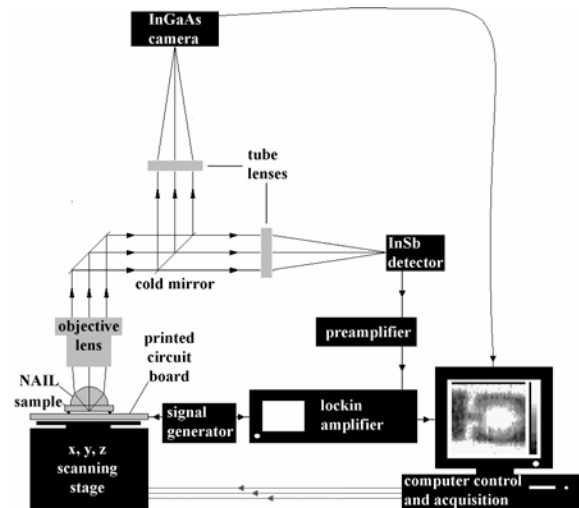 InGaAs
camera
tube
lenses
InSb
detector
cold mirror
objective
lens
printed
circuit
board
preamplifier
NAIL
sample
signal
generator
lockin
amplifier
x, y, z
scanning
stage
computer control
and acquisition